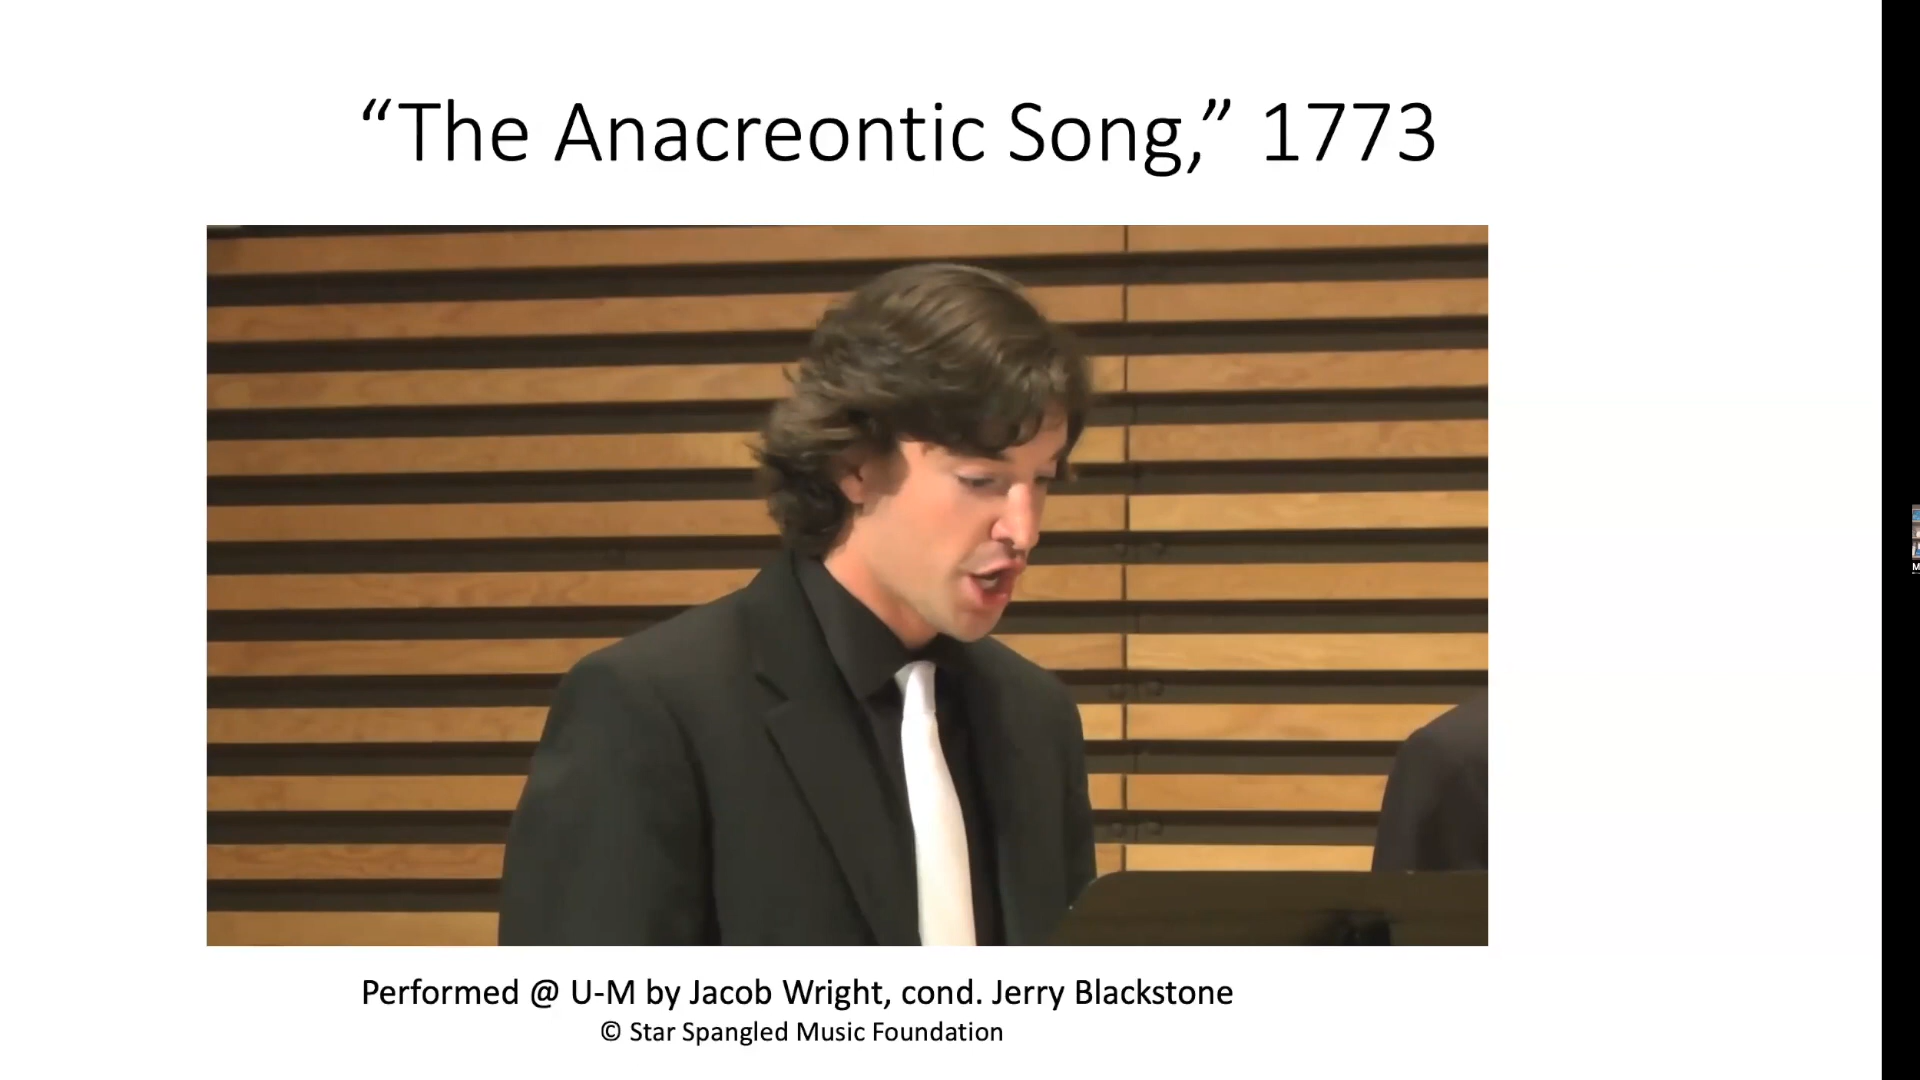 “The Anacreontic Song,” 1773
Performed @ U-M by Jacob Wright, cond. Jerry Blackstone
© Star Spangled Music Foundation